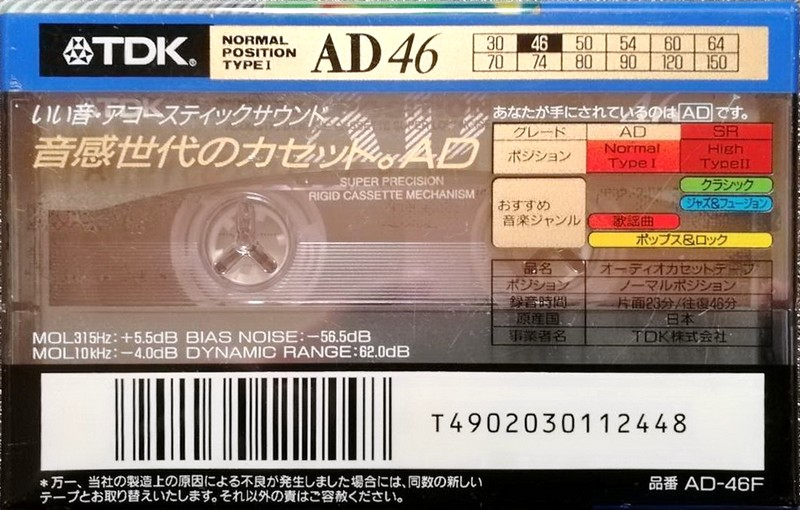 TDK®
NORMAL
POSITION
TYPE I
AD 46
30 46 50 54 60 64
70 74 80 90 120 150
いい音・アコースティックサウンド
音感世代のカセット。AD
SUPER PRECISION
RIGID CASSETTE MECHANISM
あなたが手にされているのは AD です。
グレード AD SR
ポジション Normal TypeⅠ High TypeⅡ
おすすめ
音楽ジャンル
クラシック
ジャズ&フュージョン
歌謡曲
ポップス&ロック
品名 オーディオカセットテープ
ポジション ノーマルポジション
録音時間 片面23分/往復46分
原産国 日本
事業者名 TDK株式会社
MOL315Hz:+5.5dB BIAS NOISE:-56.5dB
MOL10kHz:-4.0dB DYNAMIC RANGE:62.0dB
T4902030112448
*万一、当社の製造上の原因による不良が発生しました場合には、同数の新しい
テープとお取り替えいたします。それ以外の責はご容赦ください。
品番 AD-46F